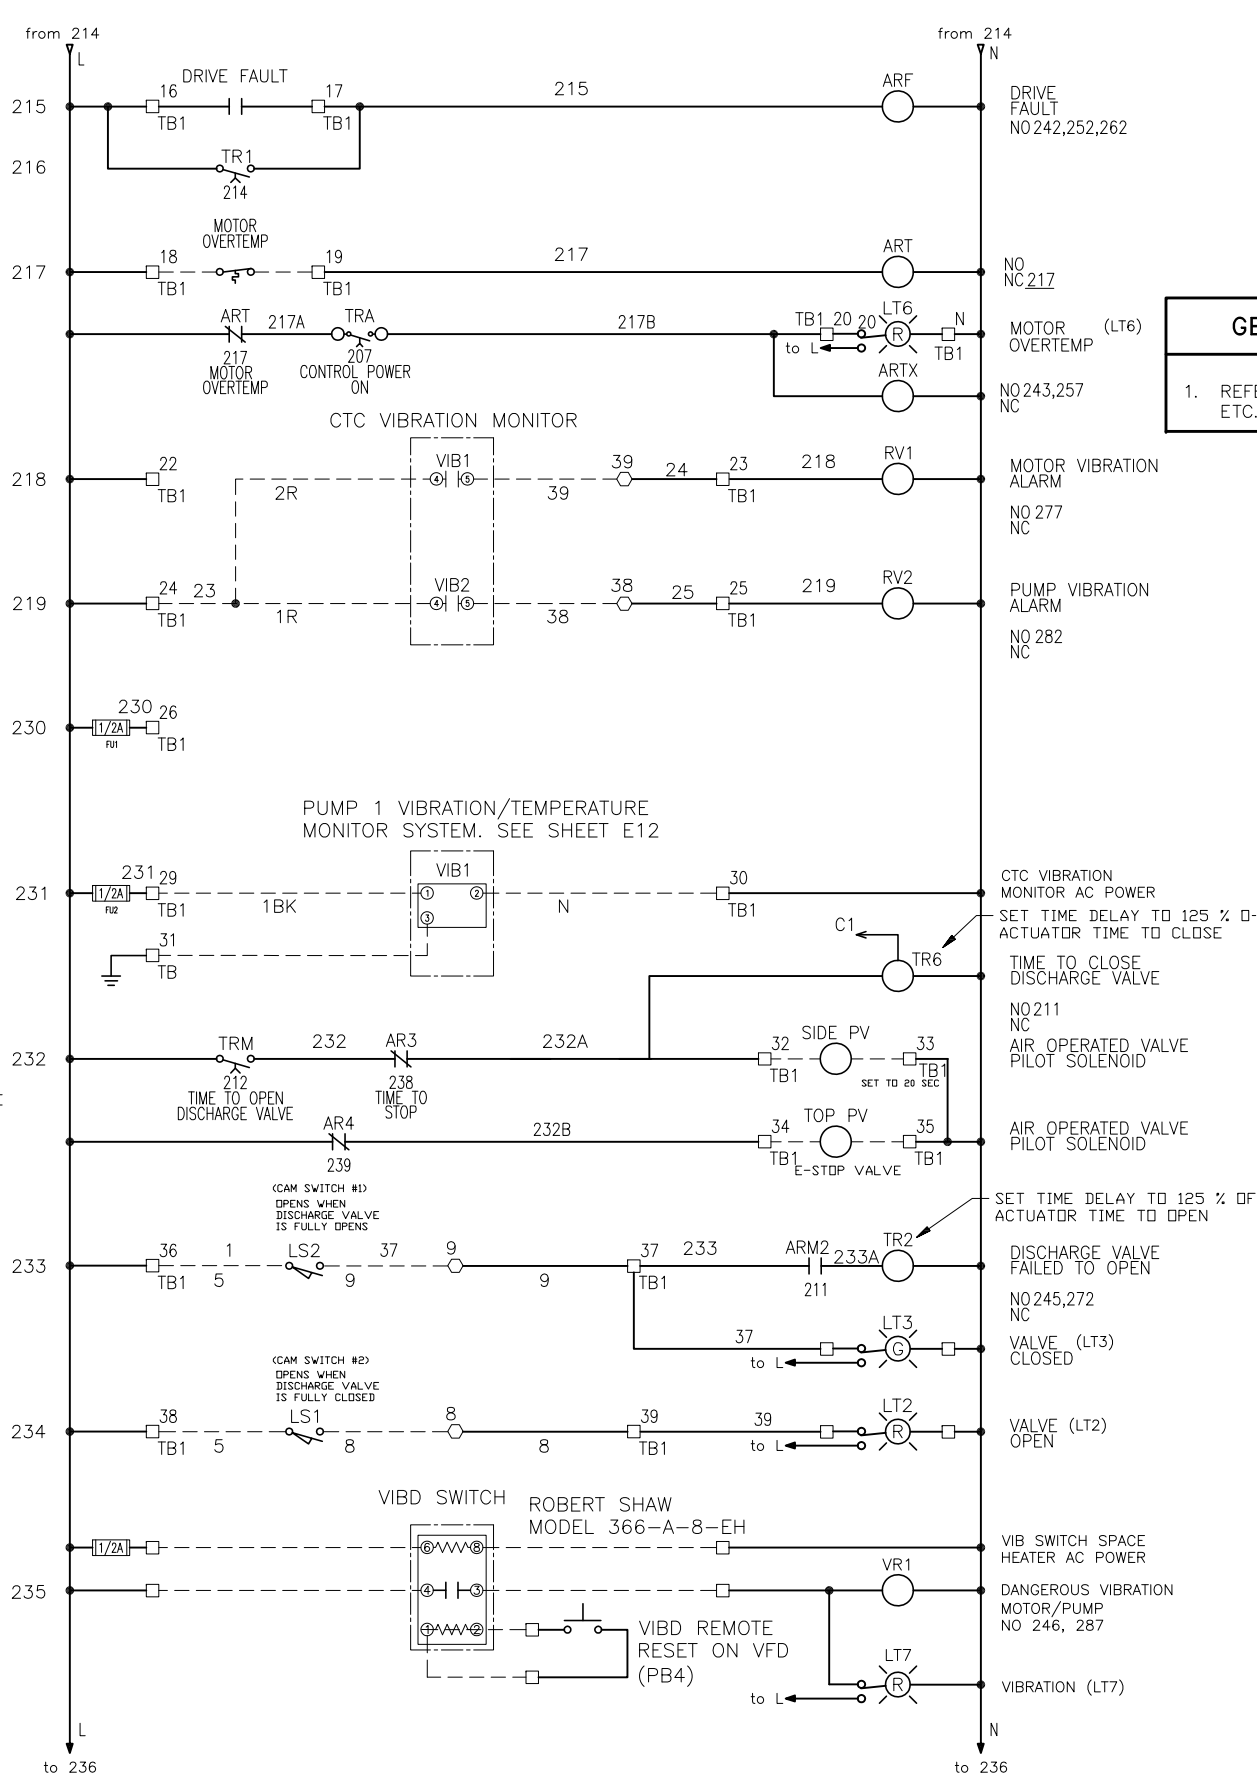 from 214
from 214
L
N
DRIVE FAULT
215
16
17
215
ARF
DRIVE
FAULT
NO 242,252,262
TB1
TB1
216
TR1
214
MOTOR
OVERTEMP
217
18
19
217
ART
NO
NC 217
TB1
TB1
ART
217A
TRA
217B
TB1
20
20
LT6
R
N
MOTOR
OVERTEMP
(LT6)
217
MOTOR
OVERTEMP
207
CONTROL POWER
ON
to L
TB1
ARTX
NO 243,257
NC
GE
1. REFE
ETC.
CTC VIBRATION MONITOR
218
22
TB1
2R
VIB1
4
5
39
39
24
23
TB1
218
RV1
MOTOR VIBRATION
ALARM
NO 277
NC
219
24
TB1
23
1R
VIB2
4
5
38
38
25
25
TB1
219
RV2
PUMP VIBRATION
ALARM
NO 282
NC
230
230
1/2A
FU1
26
TB1
PUMP 1 VIBRATION/TEMPERATURE
MONITOR SYSTEM. SEE SHEET E12
231
231
1/2A
FU2
29
TB1
1BK
VIB1
1
2
3
N
30
TB1
CTC VIBRATION
MONITOR AC POWER
31
TB
C1
SET TIME DELAY TO 125 %
ACTUATOR TIME TO CLOSE
TR6
TIME TO CLOSE
DISCHARGE VALVE
NO 211
NC
232
TRM
212
TIME TO OPEN
DISCHARGE VALVE
232
AR3
238
TIME TO
STOP
232A
32
TB1
SIDE PV
33
TB1
SET TO 20 SEC
AIR OPERATED VALVE
PILOT SOLENOID
AR4
239
232B
34
TB1
TOP PV
35
TB1
E-STOP VALVE
AIR OPERATED VALVE
PILOT SOLENOID
(CAM SWITCH #1)
OPENS WHEN
DISCHARGE VALVE
IS FULLY OPENS
SET TIME DELAY TO 125 % OF
ACTUATOR TIME TO OPEN
233
36
TB1
1
5
LS2
37
9
9
9
37
TB1
233
ARM2
211
233A
TR2
DISCHARGE VALVE
FAILED TO OPEN
NO 245,272
NC
37
to L
LT3
G
VALVE (LT3)
CLOSED
(CAM SWITCH #2)
OPENS WHEN
DISCHARGE VALVE
IS FULLY CLOSED
234
38
TB1
5
LS1
8
8
8
39
TB1
39
to L
LT2
R
VALVE (LT2)
OPEN
VIBD SWITCH
ROBERT SHAW
MODEL 366-A-8-EH
1/2A
6
8
VIB SWITCH SPACE
HEATER AC POWER
235
4
3
VR1
DANGEROUS VIBRATION
MOTOR/PUMP
NO 246, 287
1
2
VIBD REMOTE
RESET ON VFD
(PB4)
to L
LT7
R
VIBRATION (LT7)
L
N
to 236
to 236